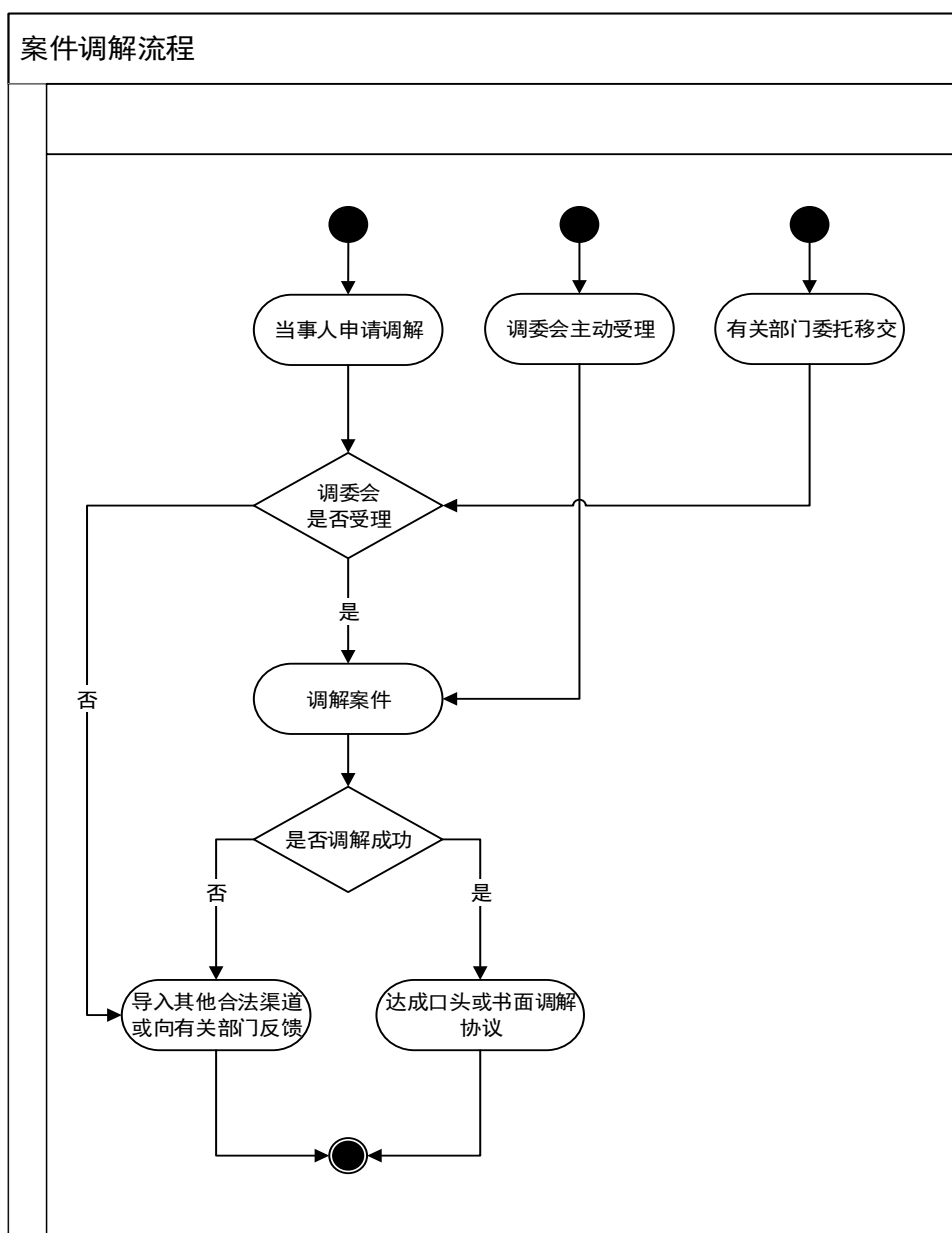 案件调解流程
当事人申请调解
调委会主动受理
有关部门委托移交
调委会
是否受理
是
调解案件
否
是否调解成功
否
是
导入其他合法渠道
或向有关部门反馈
达成口头或书面调解
协议